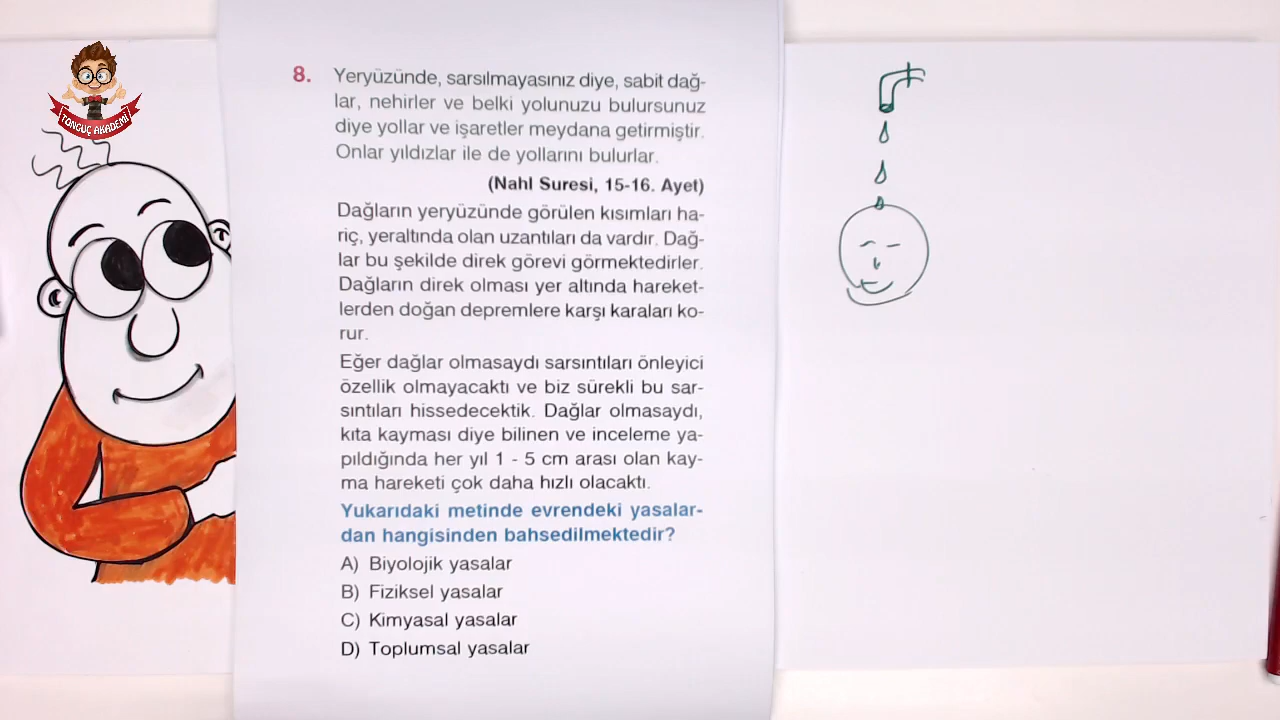 TONGUÇ AKADEMİ
8. Yeryüzünde, sarsılmayasınız diye, sabit dağ-
lar, nehirler ve belki yolunuzu bulursunuz
diye yollar ve işaretler meydana getirmiştir.
Onlar yıldızlar ile de yollarını bulurlar.
(Nahl Suresi, 15-16. Ayet)
Dağların yeryüzünde görülen kısımları ha-
riç, yeraltında olan uzantıları da vardır. Dağ-
lar bu şekilde direk görevi görmektedirler.
Dağların direk olması yer altında hareket-
lerden doğan depremlere karşı karaları ko-
rur.
Eğer dağlar olmasaydı sarsıntıları önleyici
özellik olmayacaktı ve biz sürekli bu sar-
sıntıları hissedecektik. Dağlar olmasaydı,
kıta kayması diye bilinen ve inceleme ya-
pıldığında her yıl 1 - 5 cm arası olan kay-
ma hareketi çok daha hızlı olacaktı.
Yukarıdaki metinde evrendeki yasalar-
dan hangisinden bahsedilmektedir?
A) Biyolojik yasalar
B) Fiziksel yasalar
C) Kimyasal yasalar
D) Toplumsal yasalar